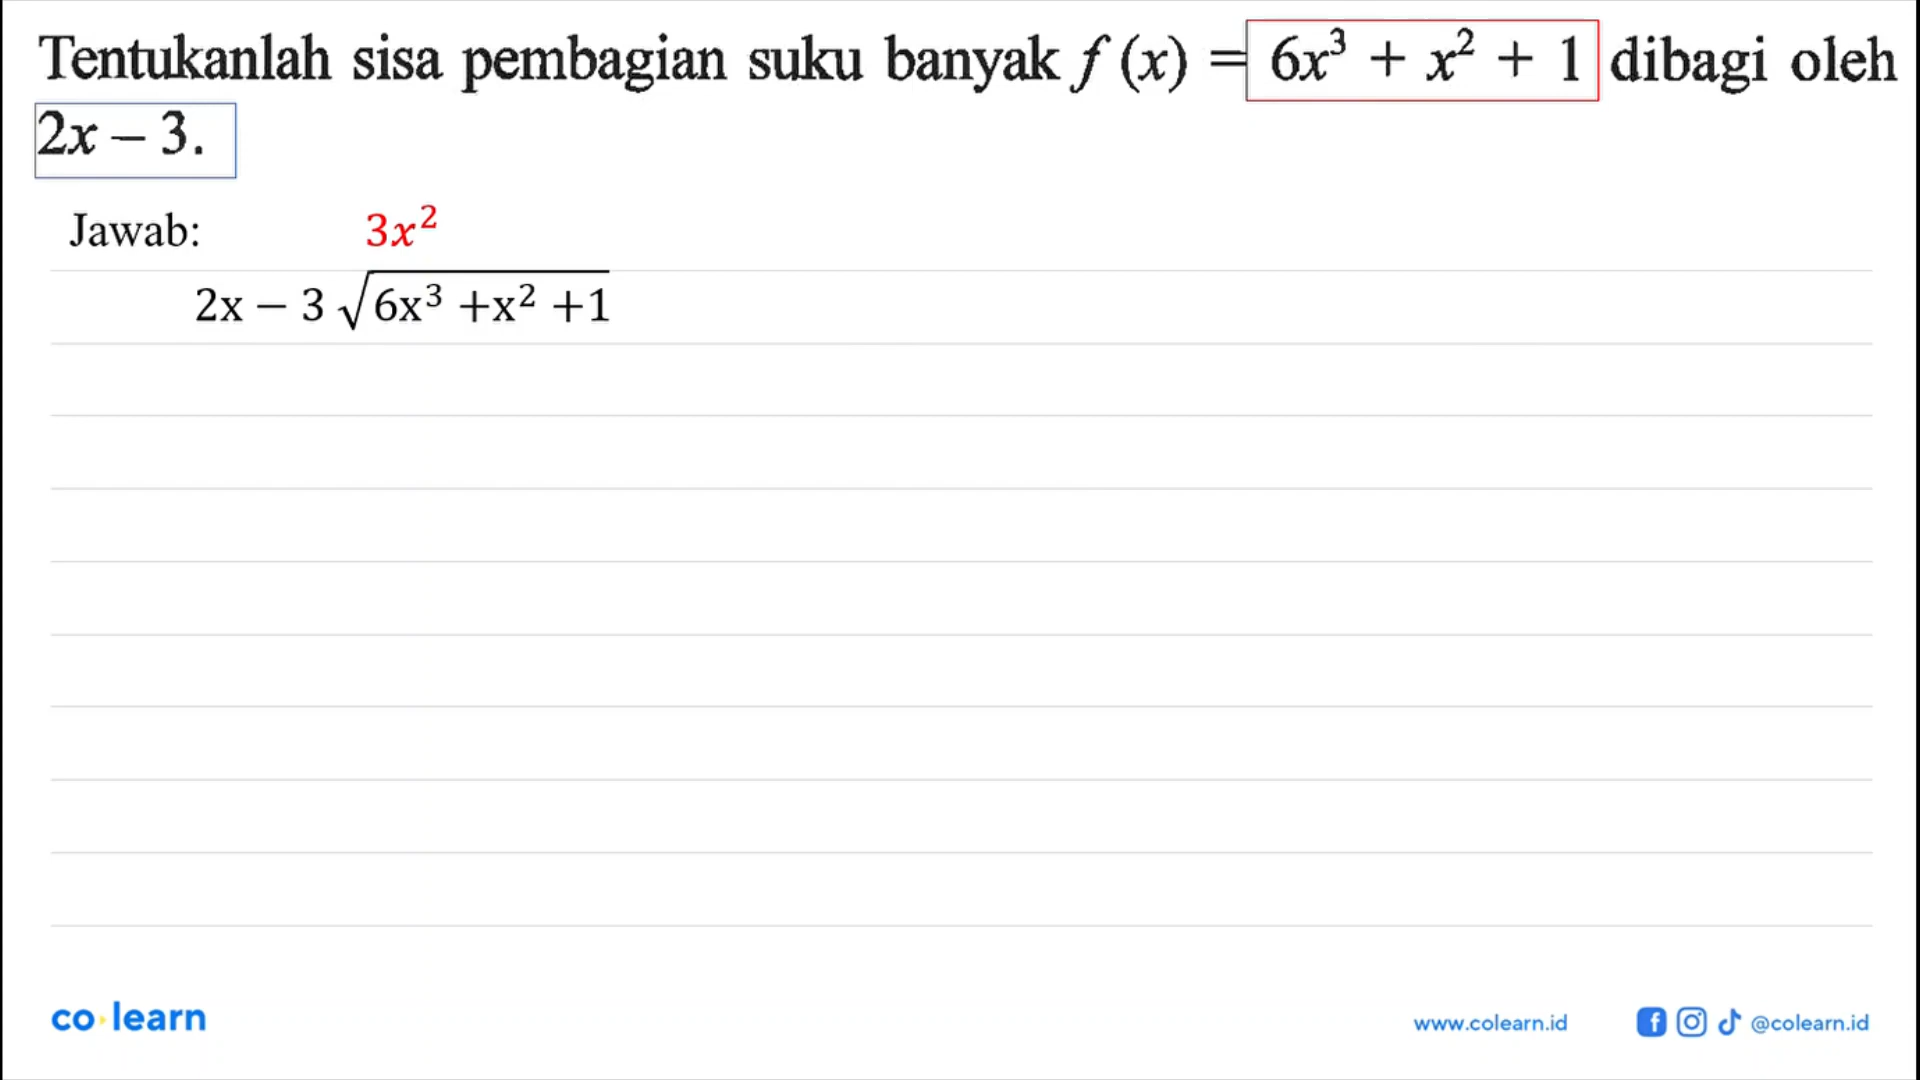 Tentukanlah sisa pembagian suku banyak f (x) = 6x³ + x² + 1 dibagi oleh
2x – 3.
Jawab: 3x²
2x − 3 √6x³ +x² +1
co learn
www.colearn.id @colearn.id